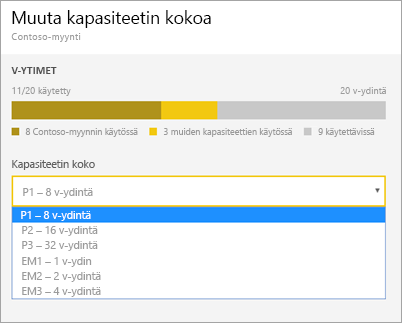 Muuta kapasiteetin kokoa
Contoso-myynti
V-YTIMET
11/20 käytetty 20 v-ydintä
8 Contoso-myynnin käytössä 3 muiden kapasiteettien käytössä 9 käytettävissä
Kapasiteetin koko
P1 – 8 v-ydintä
P1 – 8 v-ydintä
P2 – 16 v-ydintä
P3 – 32 v-ydintä
EM1 – 1 v-ydin
EM2 – 2 v-ydintä
EM3 – 4 v-ydintä